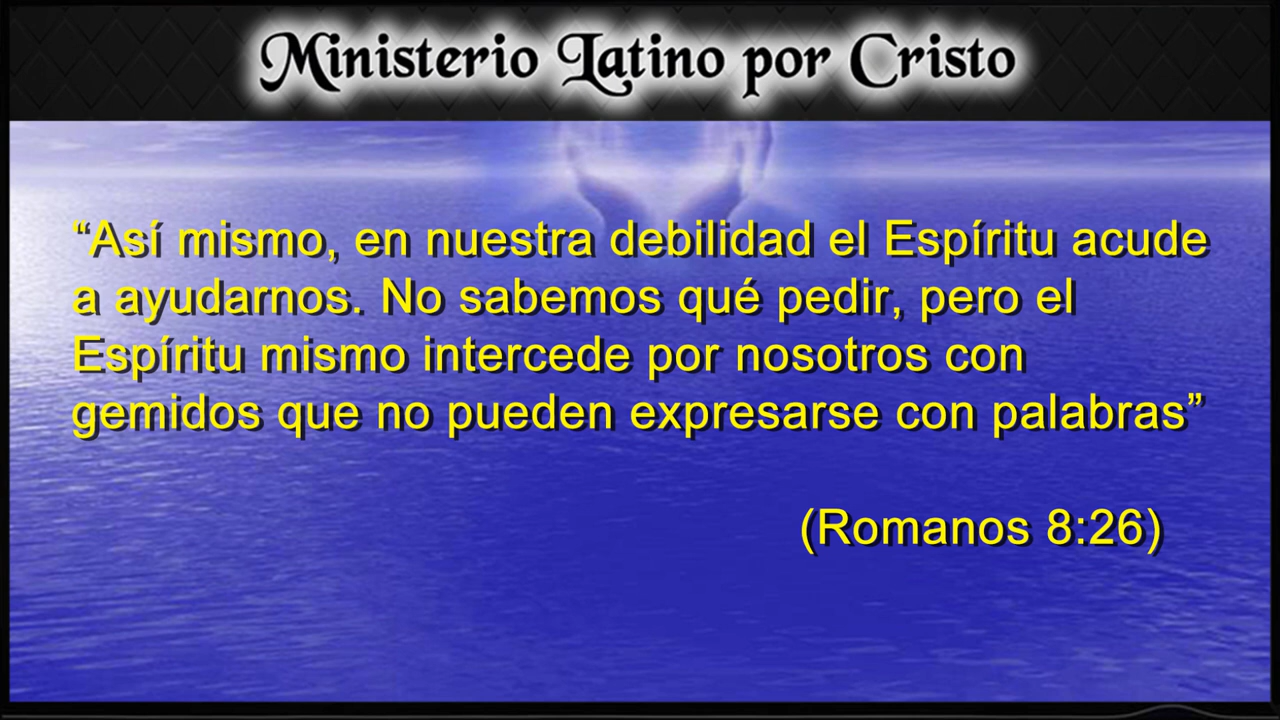 Ministerio Latino por Cristo
“Así mismo, en nuestra debilidad el Espíritu acude
a ayudarnos. No sabemos qué pedir, pero el
Espíritu mismo intercede por nosotros con
gemidos que no pueden expresarse con palabras”
(Romanos 8:26)